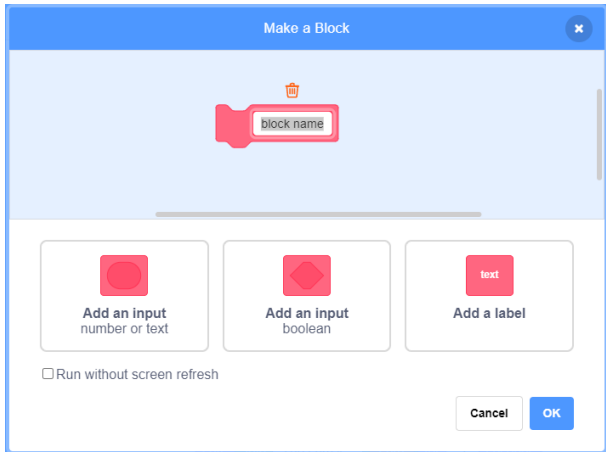 Make a Block
block name
text
Add an input
number or text
Add an input
boolean
Add a label
Run without screen refresh
Cancel
OK